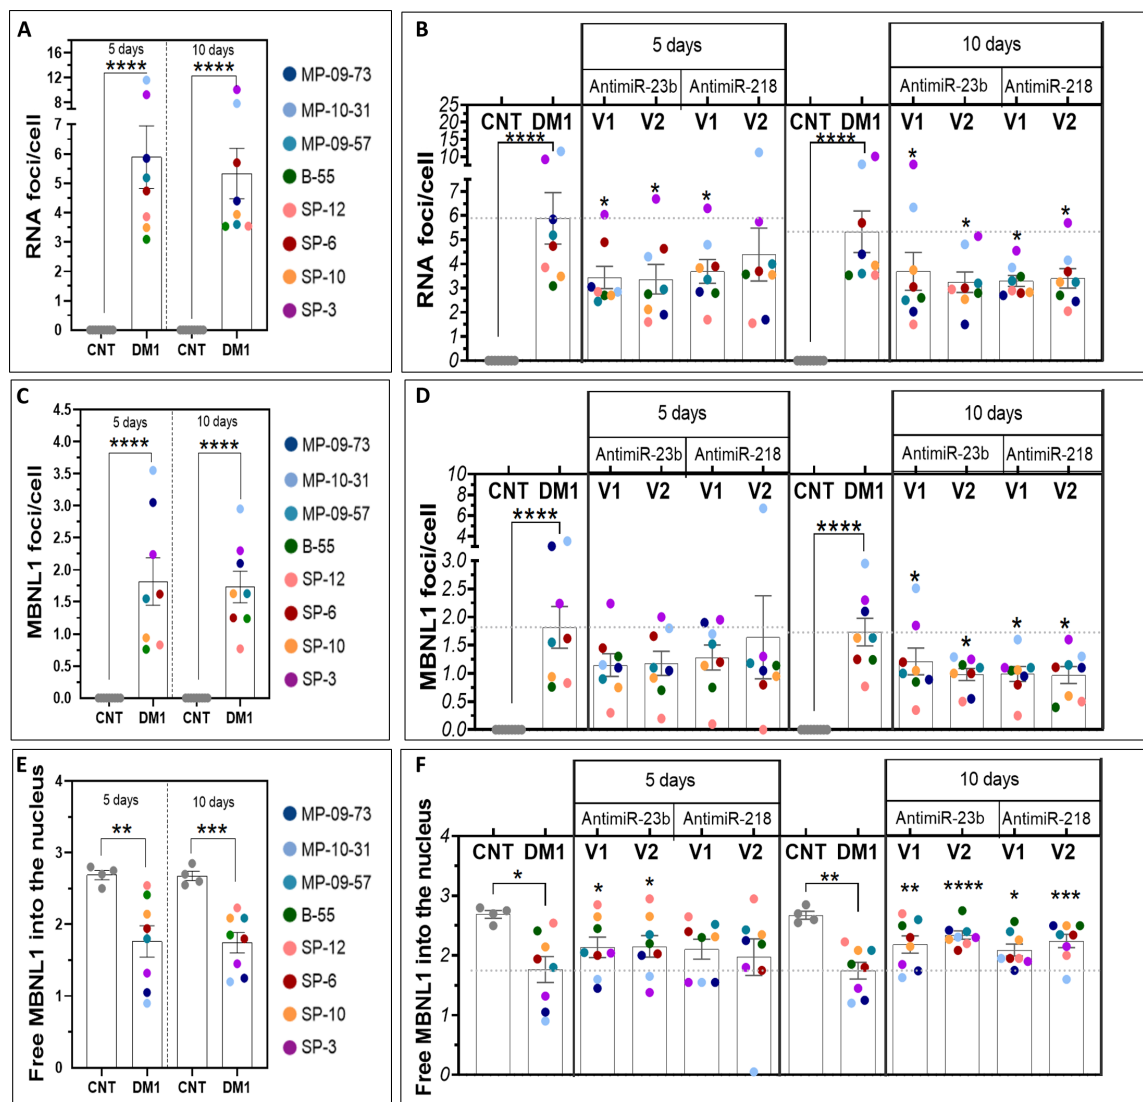 A
5 days
10 days
****
****
RNA foci/cell
16
14
12
10
8
7
6
5
4
3
2
1
0
CNT
DM1
CNT
DM1
MP-09-73
MP-10-31
MP-09-57
B-55
SP-12
SP-6
SP-10
SP-3
B
5 days
10 days
AntimiR-23b
AntimiR-218
AntimiR-23b
AntimiR-218
CNT DM1 V1 V2 V1 V2 CNT DM1 V1 V2 V1 V2
****
*
*
*
****
*
*
*
*
RNA foci/cell
25
20
15
10
7
6
5
4
3
2
1
0
C
5 days
10 days
****
****
MBNL1 foci/cell
4.5
4.0
3.5
3.0
2.5
2.0
1.5
1.0
0.5
0.0
CNT
DM1
CNT
DM1
MP-09-73
MP-10-31
MP-09-57
B-55
SP-12
SP-6
SP-10
SP-3
D
5 days
10 days
AntimiR-23b
AntimiR-218
AntimiR-23b
AntimiR-218
CNT DM1 V1 V2 V1 V2 CNT DM1 V1 V2 V1 V2
****
****
*
*
*
*
MBNL1 foci/cell
10
8
6
4
3.0
2.5
2.0
1.5
1.0
0.5
0.0
E
5 days
10 days
**
***
Free MBNL1 into the nucleus
4
3
2
1
0
CNT
DM1
CNT
DM1
MP-09-73
MP-10-31
MP-09-57
B-55
SP-12
SP-6
SP-10
SP-3
F
5 days
10 days
AntimiR-23b
AntimiR-218
AntimiR-23b
AntimiR-218
CNT DM1 V1 V2 V1 V2 CNT DM1 V1 V2 V1 V2
*
*
*
**
**
****
*
***
Free MBNL1 into the nucleus
4
3
2
1
0